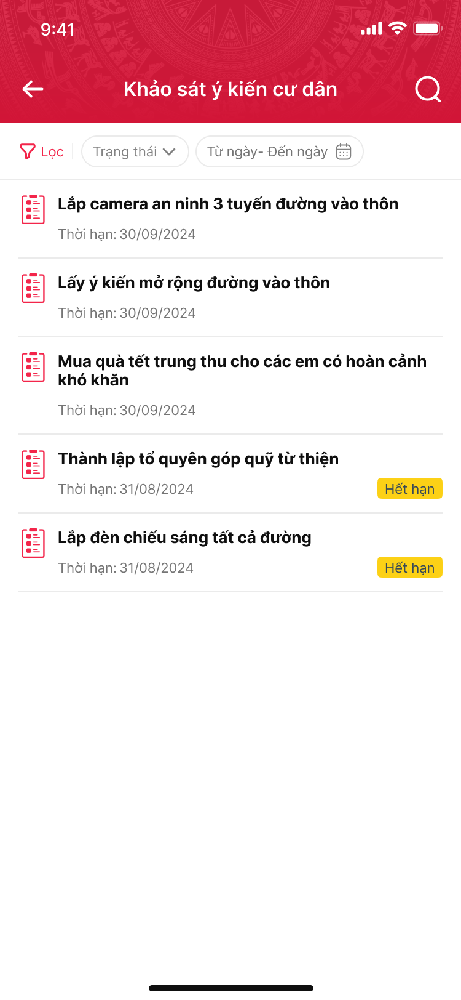 9:41
Khảo sát ý kiến cư dân
Lọc
Trạng thái
Từ ngày- Đến ngày
Lắp camera an ninh 3 tuyến đường vào thôn
Thời hạn: 30/09/2024
Lấy ý kiến mở rộng đường vào thôn
Thời hạn: 30/09/2024
Mua quà tết trung thu cho các em có hoàn cảnh
khó khăn
Thời hạn: 30/09/2024
Thành lập tổ quyên góp quỹ từ thiện
Thời hạn: 31/08/2024
Hết hạn
Lắp đèn chiếu sáng tất cả đường
Thời hạn: 31/08/2024
Hết hạn